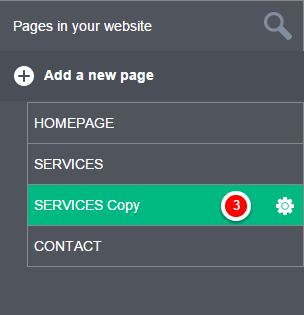 Pages in your website
Add a new page
HOMEPAGE
SERVICES
SERVICES Copy
3
CONTACT